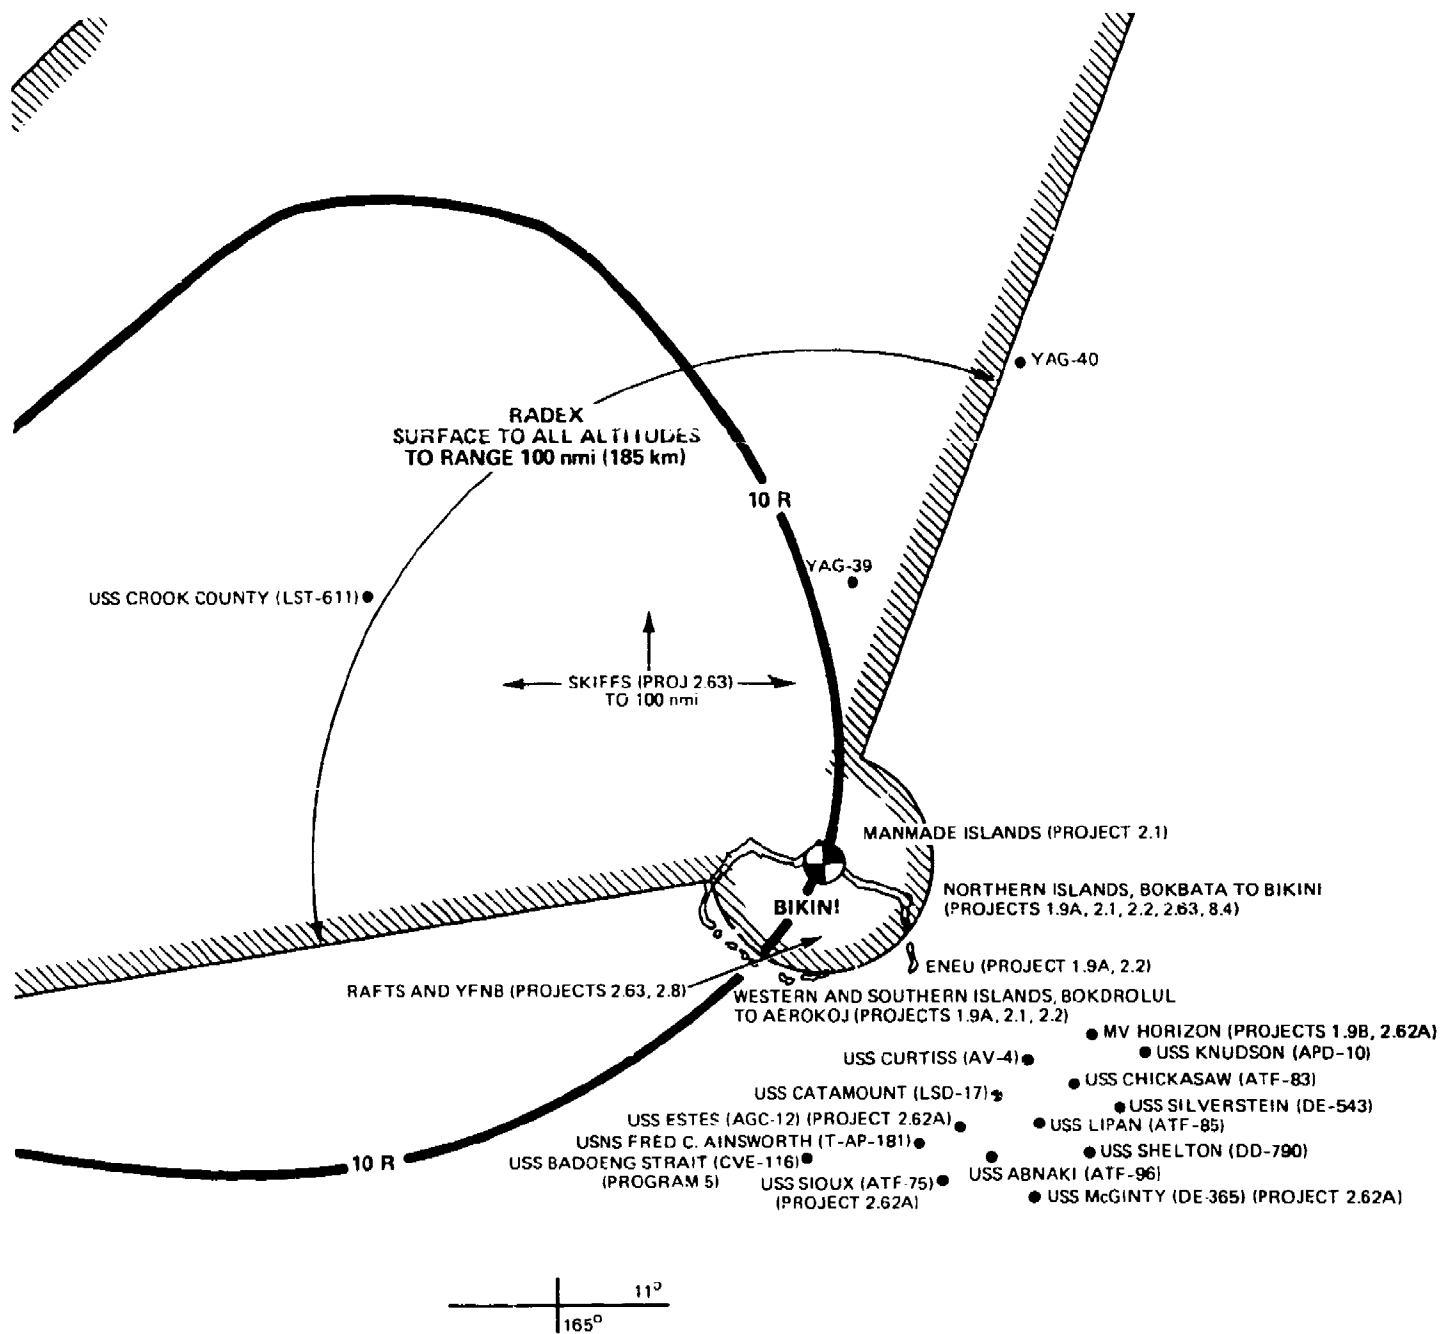 YAG-40
RADEX
SURFACE TO ALL ALTITUDES
TO RANGE 100 nmi (185 km)
10 R
YAG-39
USS CROOK COUNTY (LST-611)
SKIFFS (PROJ 2.63)
TO 100 nmi
MANMADE ISLANDS (PROJECT 2.1)
NORTHERN ISLANDS, BOKBATA TO BIKINI
(PROJECTS 1.9A, 2.1, 2.2, 2.63, 8.4)
BIKINI
ENEU (PROJECT 1.9A, 2.2)
RAFTS AND YFNB (PROJECTS 2.63, 2.8)
WESTERN AND SOUTHERN ISLANDS, BOKDROLUL
TO AEROKOJ (PROJECTS 1.9A, 2.1, 2.2)
MV HORIZON (PROJECTS 1.9B, 2.62A)
USS KNUDSON (APD-10)
USS CURTISS (AV-4)
USS CHICKASAW (ATF-83)
USS CATAMOUNT (LSD-17)
USS SILVERSTEIN (DE-543)
USS ESTES (AGC-12) (PROJECT 2.62A)
USS LIPAN (ATF-85)
USNS FRED C. AINSWORTH (T-AP-181)
USS SHELTON (DD-790)
10 R
USS BADOENG STRAIT (CVE-116)
(PROGRAM 5)
USS ABNAKI (ATF-96)
USS SIOUX (ATF-75)
(PROJECT 2.62A)
USS McGINTY (DE-365) (PROJECT 2.62A)
11°
165°